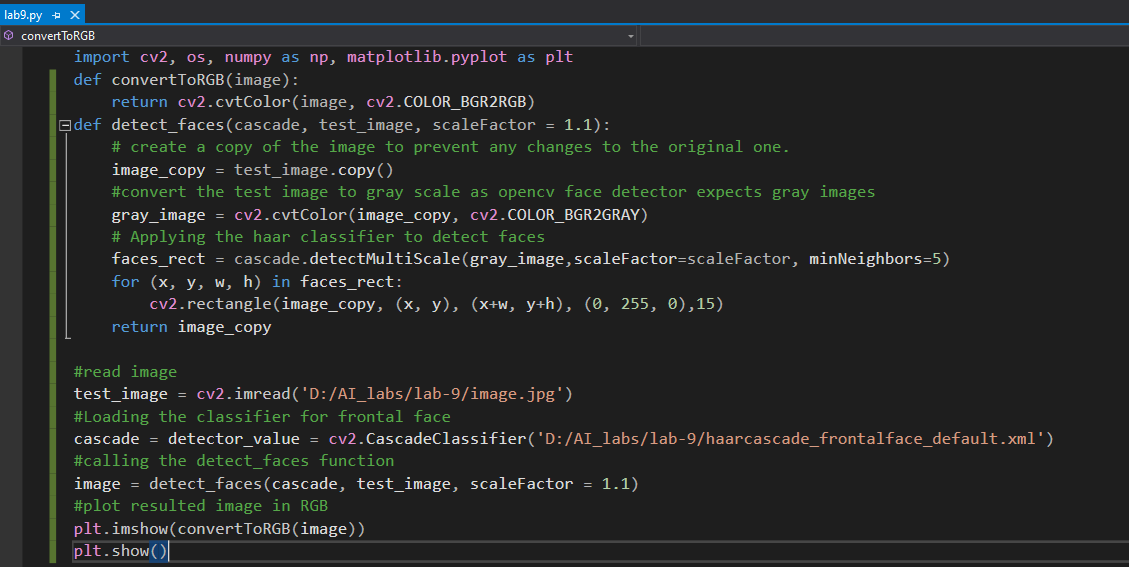 lab9.py
convertToRGB
import cv2, os, numpy as np, matplotlib.pyplot as plt
def convertToRGB(image):
    return cv2.cvtColor(image, cv2.COLOR_BGR2RGB)
def detect_faces(cascade, test_image, scaleFactor = 1.1):
    # create a copy of the image to prevent any changes to the original one.
    image_copy = test_image.copy()
    #convert the test image to gray scale as opencv face detector expects gray images
    gray_image = cv2.cvtColor(image_copy, cv2.COLOR_BGR2GRAY)
    # Applying the haar classifier to detect faces
    faces_rect = cascade.detectMultiScale(gray_image,scaleFactor=scaleFactor, minNeighbors=5)
    for (x, y, w, h) in faces_rect:
        cv2.rectangle(image_copy, (x, y), (x+w, y+h), (0, 255, 0),15)
    return image_copy

#read image
test_image = cv2.imread('D:/AI_labs/lab-9/image.jpg')
#Loading the classifier for frontal face
cascade = detector_value = cv2.CascadeClassifier('D:/AI_labs/lab-9/haarcascade_frontalface_default.xml')
#calling the detect_faces function
image = detect_faces(cascade, test_image, scaleFactor = 1.1)
#plot resulted image in RGB
plt.imshow(convertToRGB(image))
plt.show()